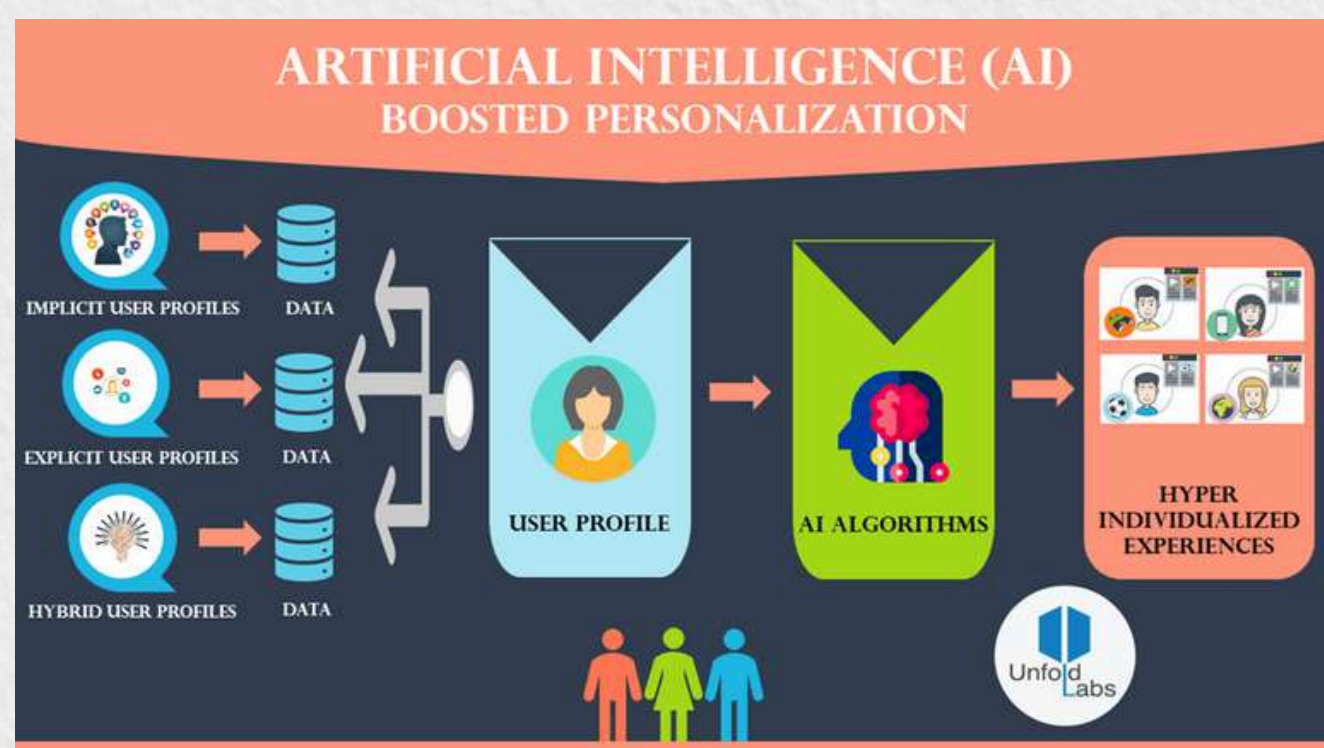 ARTIFICIAL INTELLIGENCE (AI)
BOOSTED PERSONALIZATION
IMPLICIT USER PROFILES
DATA
EXPLICIT USER PROFILES
DATA
HYBRID USER PROFILES
DATA
USER PROFILE
AI ALGORITHMS
HYPER
INDIVIDUALIZED
EXPERIENCES
Unfold
Labs